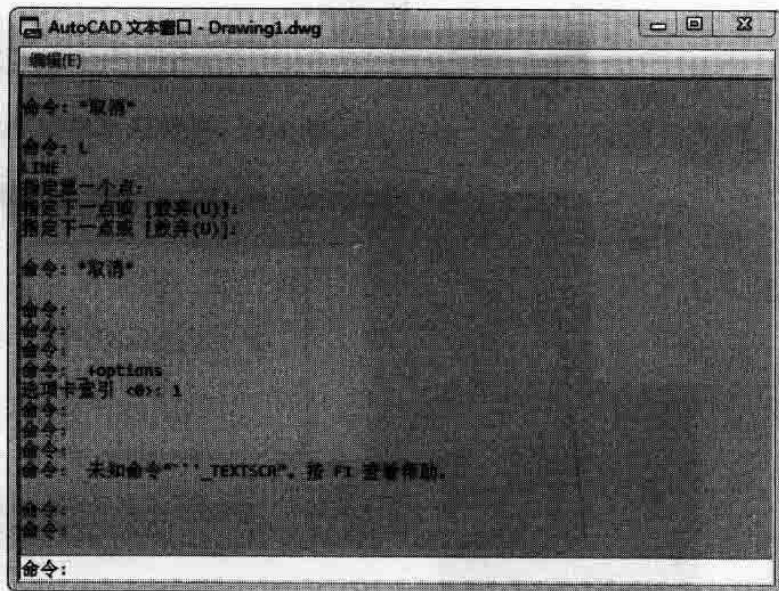 AutoCAD 文本窗口 - Drawing1.dwg
编辑(E)
命令: *取消*
命令: L
LINE
指定第一个点:
指定下一点或 [放弃(U)]:
指定下一点或 [放弃(U)]:
命令: *取消*
命令:
命令:
命令:
命令: _+options
选项卡索引 <0>: 1
命令:
命令:
命令:
命令: 未知命令"```_TEXTSCR"。按 F1 查看帮助。
命令:
命令:
命令: